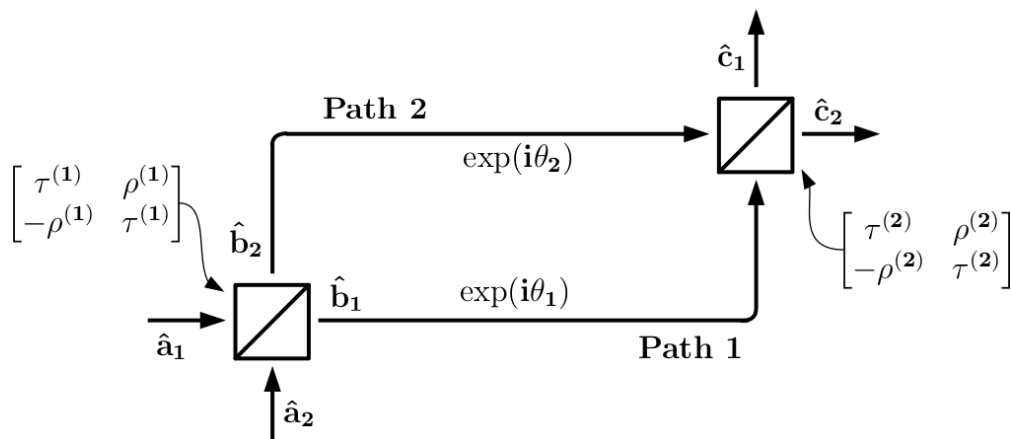 ĉ₁
ĉ₂
Path 2
exp(iθ₂)
[τ⁽¹⁾ ρ⁽¹⁾
-ρ⁽¹⁾ τ⁽¹⁾]
b̂₂
[τ⁽²⁾ ρ⁽²⁾
-ρ⁽²⁾ τ⁽²⁾]
b̂₁
exp(iθ₁)
â₁
Path 1
â₂